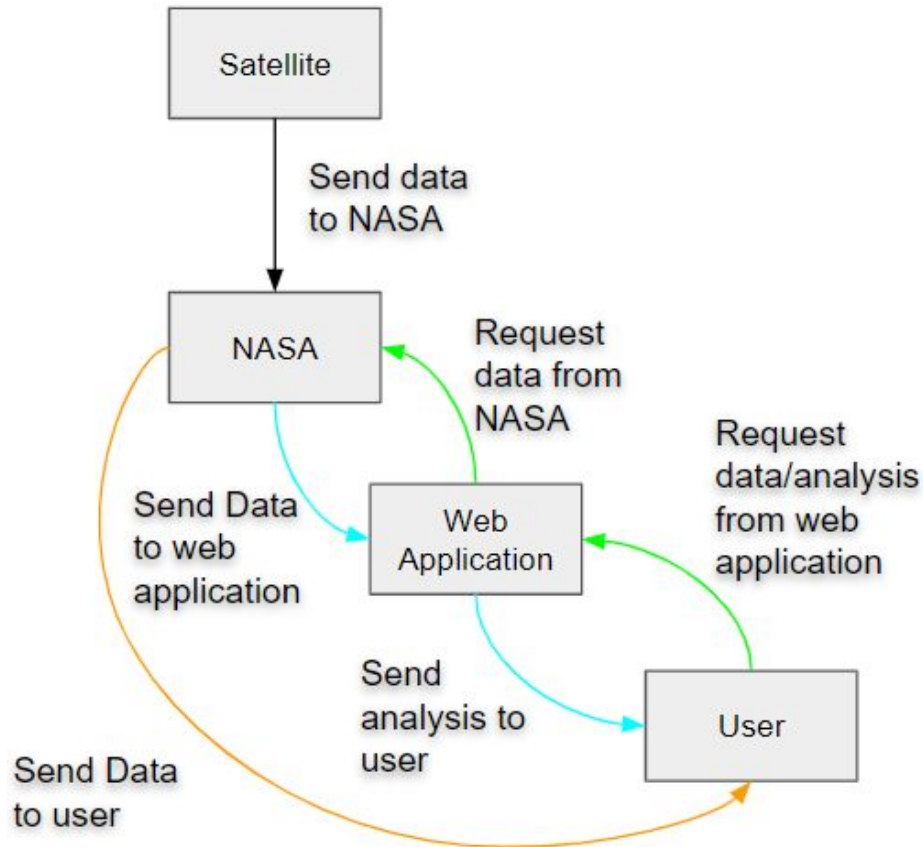 Satellite
Send data
to NASA
NASA
Request
data from
NASA
Request
data/analysis
from web
application
Send Data
to web
application
Web
Application
Send
analysis to
user
User
Send Data
to user